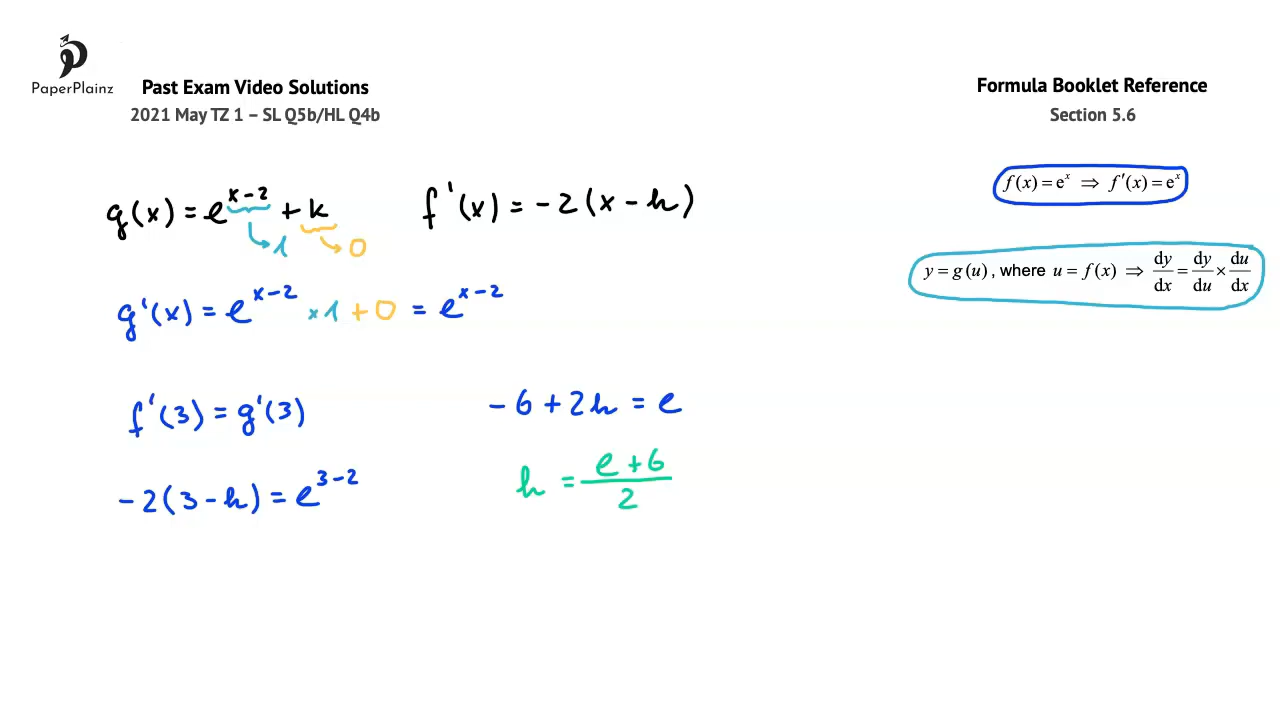 PaperPlainz
Past Exam Video Solutions
2021 May TZ 1 – SL Q5b/HL Q4b
Formula Booklet Reference
Section 5.6
f(x) = eˣ ⇒ f′(x) = eˣ
y = g(u), where u = f(x) ⇒ dy/dx = dy/du × du/dx
g(x) = e^(x-2) + k
f'(x) = -2(x-h)
1
0
g'(x) = e^(x-2) × 1 + 0 = e^(x-2)
f'(3) = g'(3)
-2(3-h) = e^(3-2)
-6+2h = e
h = (e+6)/2